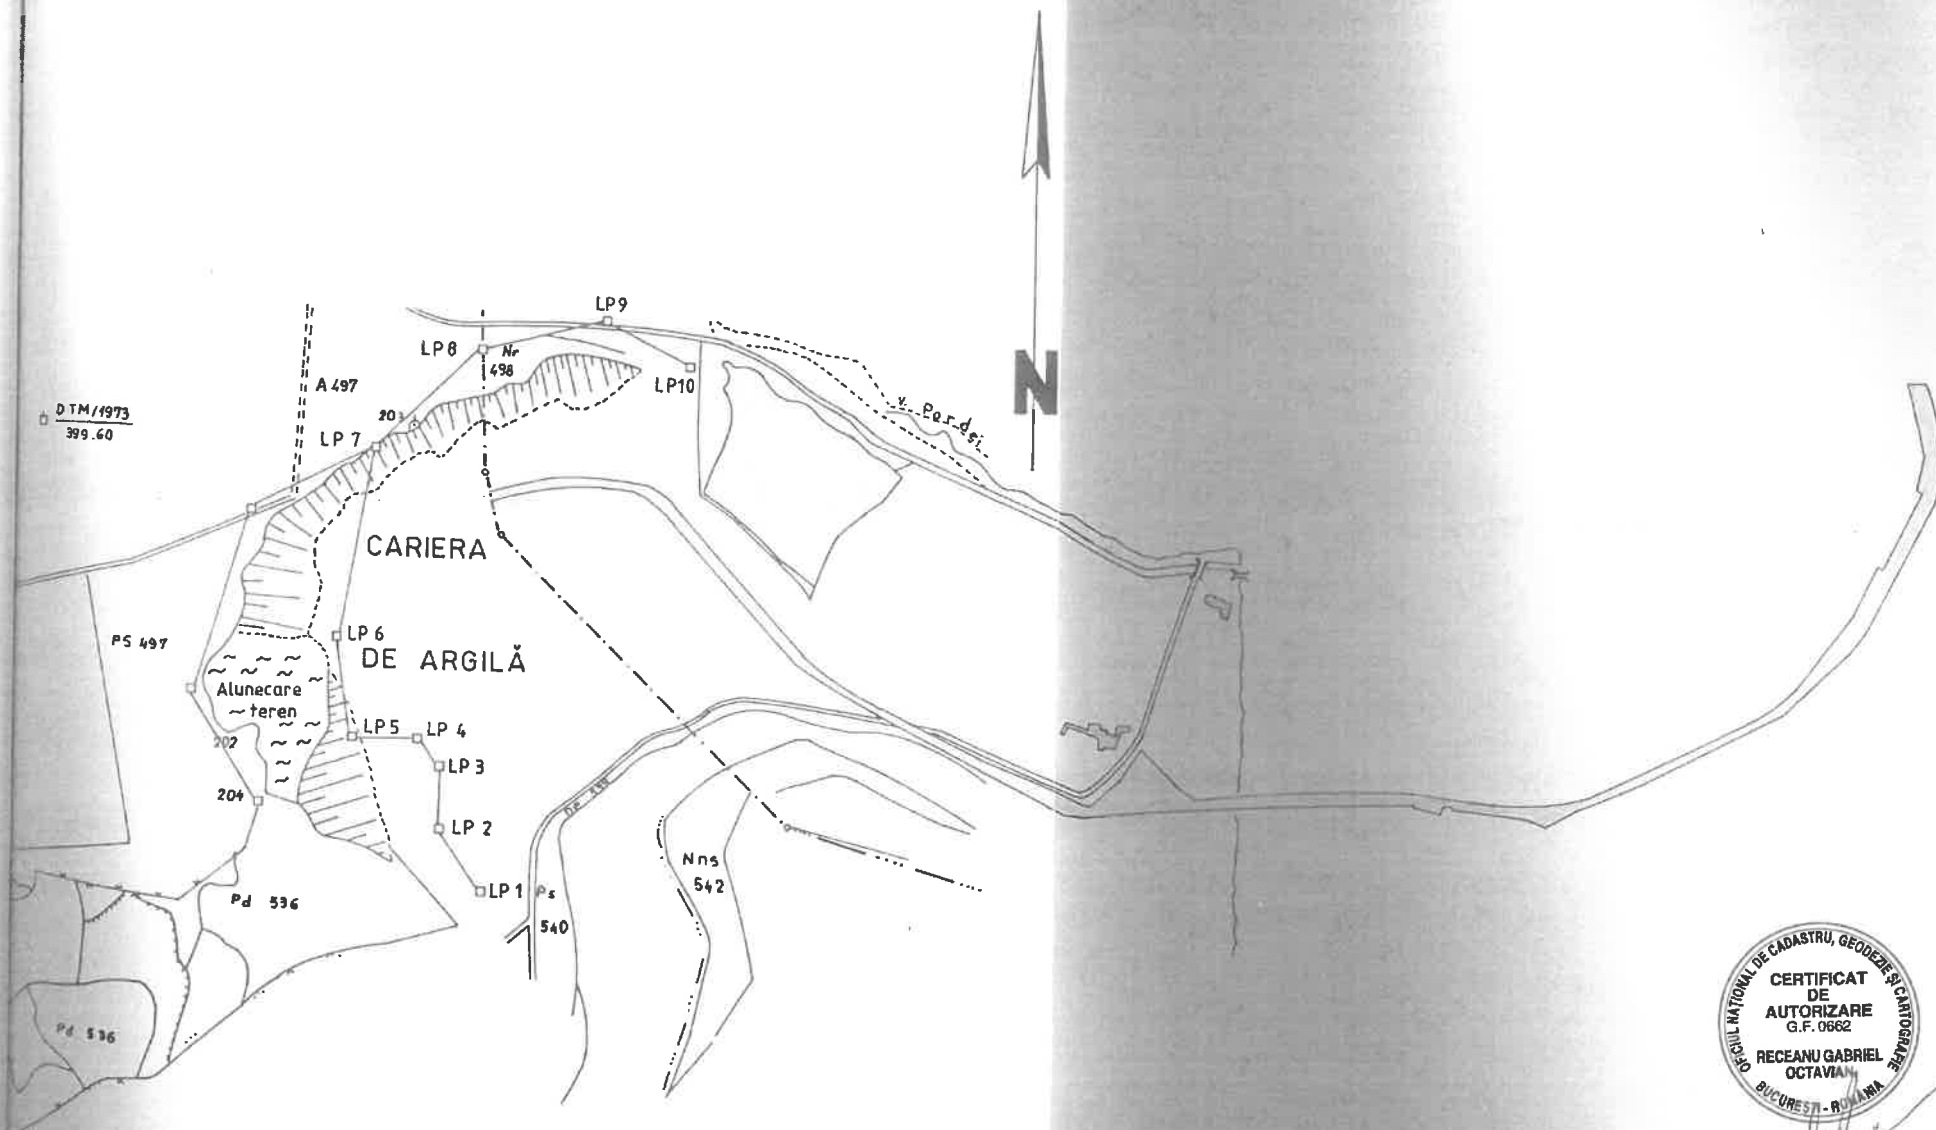 LP9
LP8
Nr
498
A 497
LP10
DTM/1973
399.60
LP 7
v. Pordei
N
CARIERA
PS 497
LP 6
DE ARGILĂ
Alunecare
teren
202
LP5
LP 4
LP 3
204
LP 2
Nns
542
LP 1
Ps
540
Pd 536
Pd 536
OFICIUL NAȚIONAL DE CADASTRU, GEODEZIE ȘI CARTOGRAFIE
CERTIFICAT
DE
AUTORIZARE
G.F. 0662
RECEANU GABRIEL
OCTAVIAN
BUCUREȘTI - ROMANIA